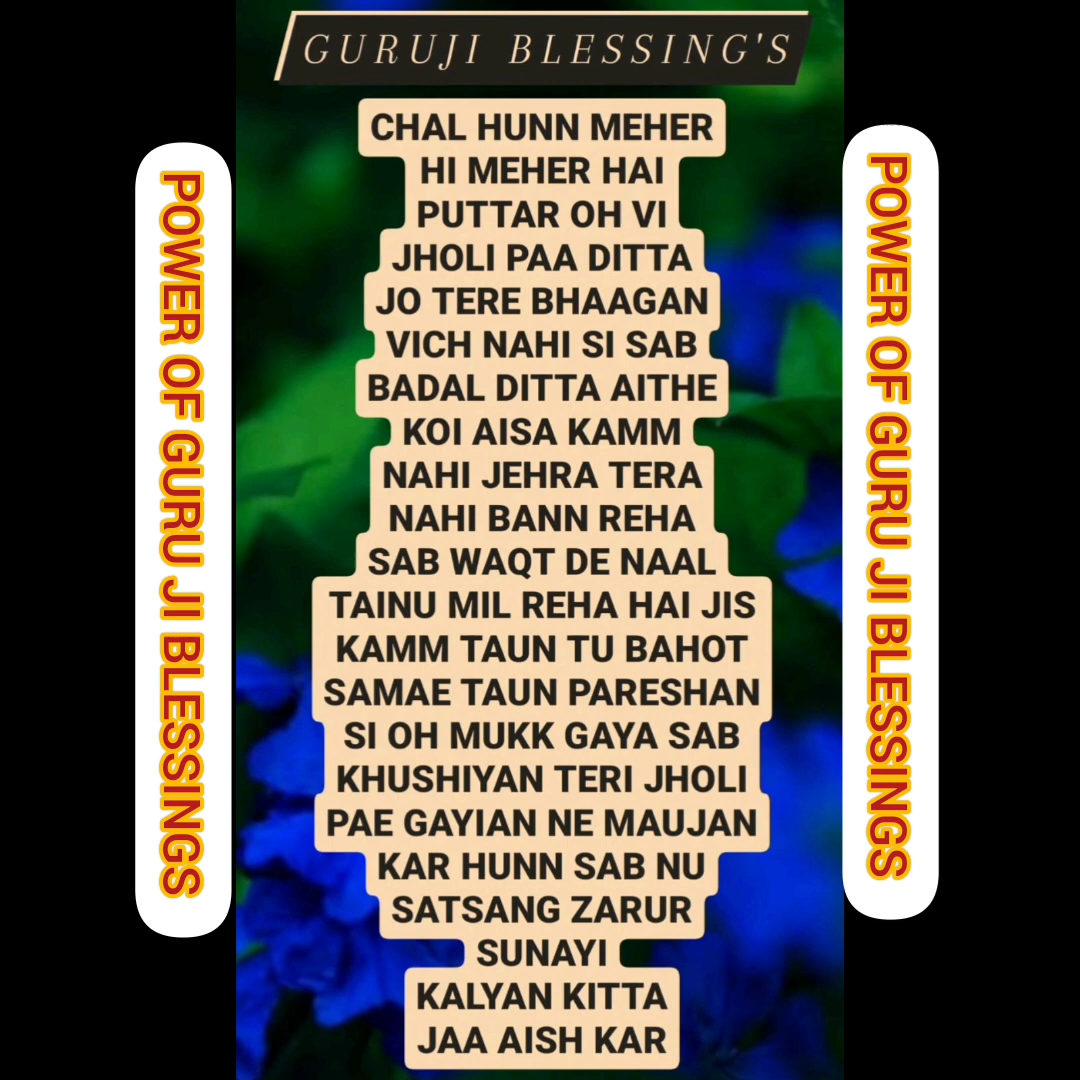 GURUJI BLESSING'S
CHAL HUNN MEHER
HI MEHER HAI
PUTTAR OH VI
JHOLI PAA DITTA
JO TERE BHAAGAN
VICH NAHI SI SAB
BADAL DITTA AITHE
KOI AISA KAMM
NAHI JEHRA TERA
NAHI BANN REHA
SAB WAQT DE NAAL
TAINU MIL REHA HAI JIS
KAMM TAUN TU BAHOT
SAMAE TAUN PARESHAN
SI OH MUKK GAYA SAB
KHUSHIYAN TERI JHOLI
PAE GAYIAN NE MAUJAN
KAR HUNN SAB NU
SATSANG ZARUR
SUNAYI
KALYAN KITTA
JAA AISH KAR
POWER OF GURU JI BLESSINGS
POWER OF GURU JI BLESSINGS